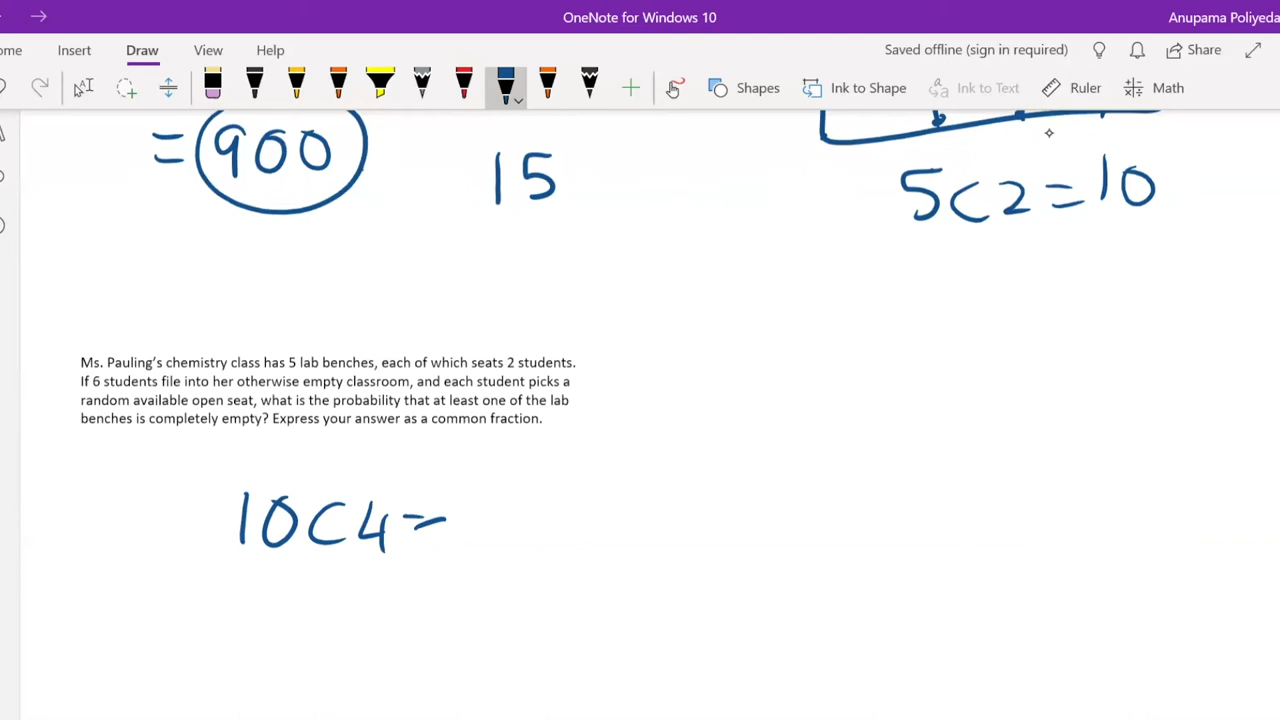 OneNote for Windows 10
Anupama Poliyeda
ome Insert Draw View Help
Saved offline (sign in required) Share
Shapes Ink to Shape Ink to Text Ruler Math
= 900
15
5C2=10
Ms. Pauling's chemistry class has 5 lab benches, each of which seats 2 students.
If 6 students file into her otherwise empty classroom, and each student picks a
random available open seat, what is the probability that at least one of the lab
benches is completely empty? Express your answer as a common fraction.
10C4=